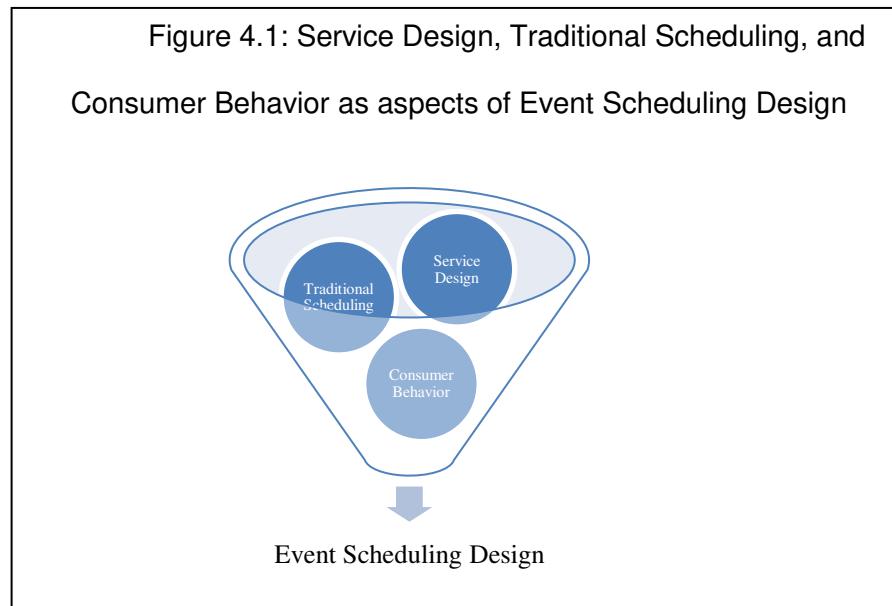 Figure 4.1: Service Design, Traditional Scheduling, and
Consumer Behavior as aspects of Event Scheduling Design
Service
Design
Traditional
Scheduling
Consumer
Behavior
Event Scheduling Design